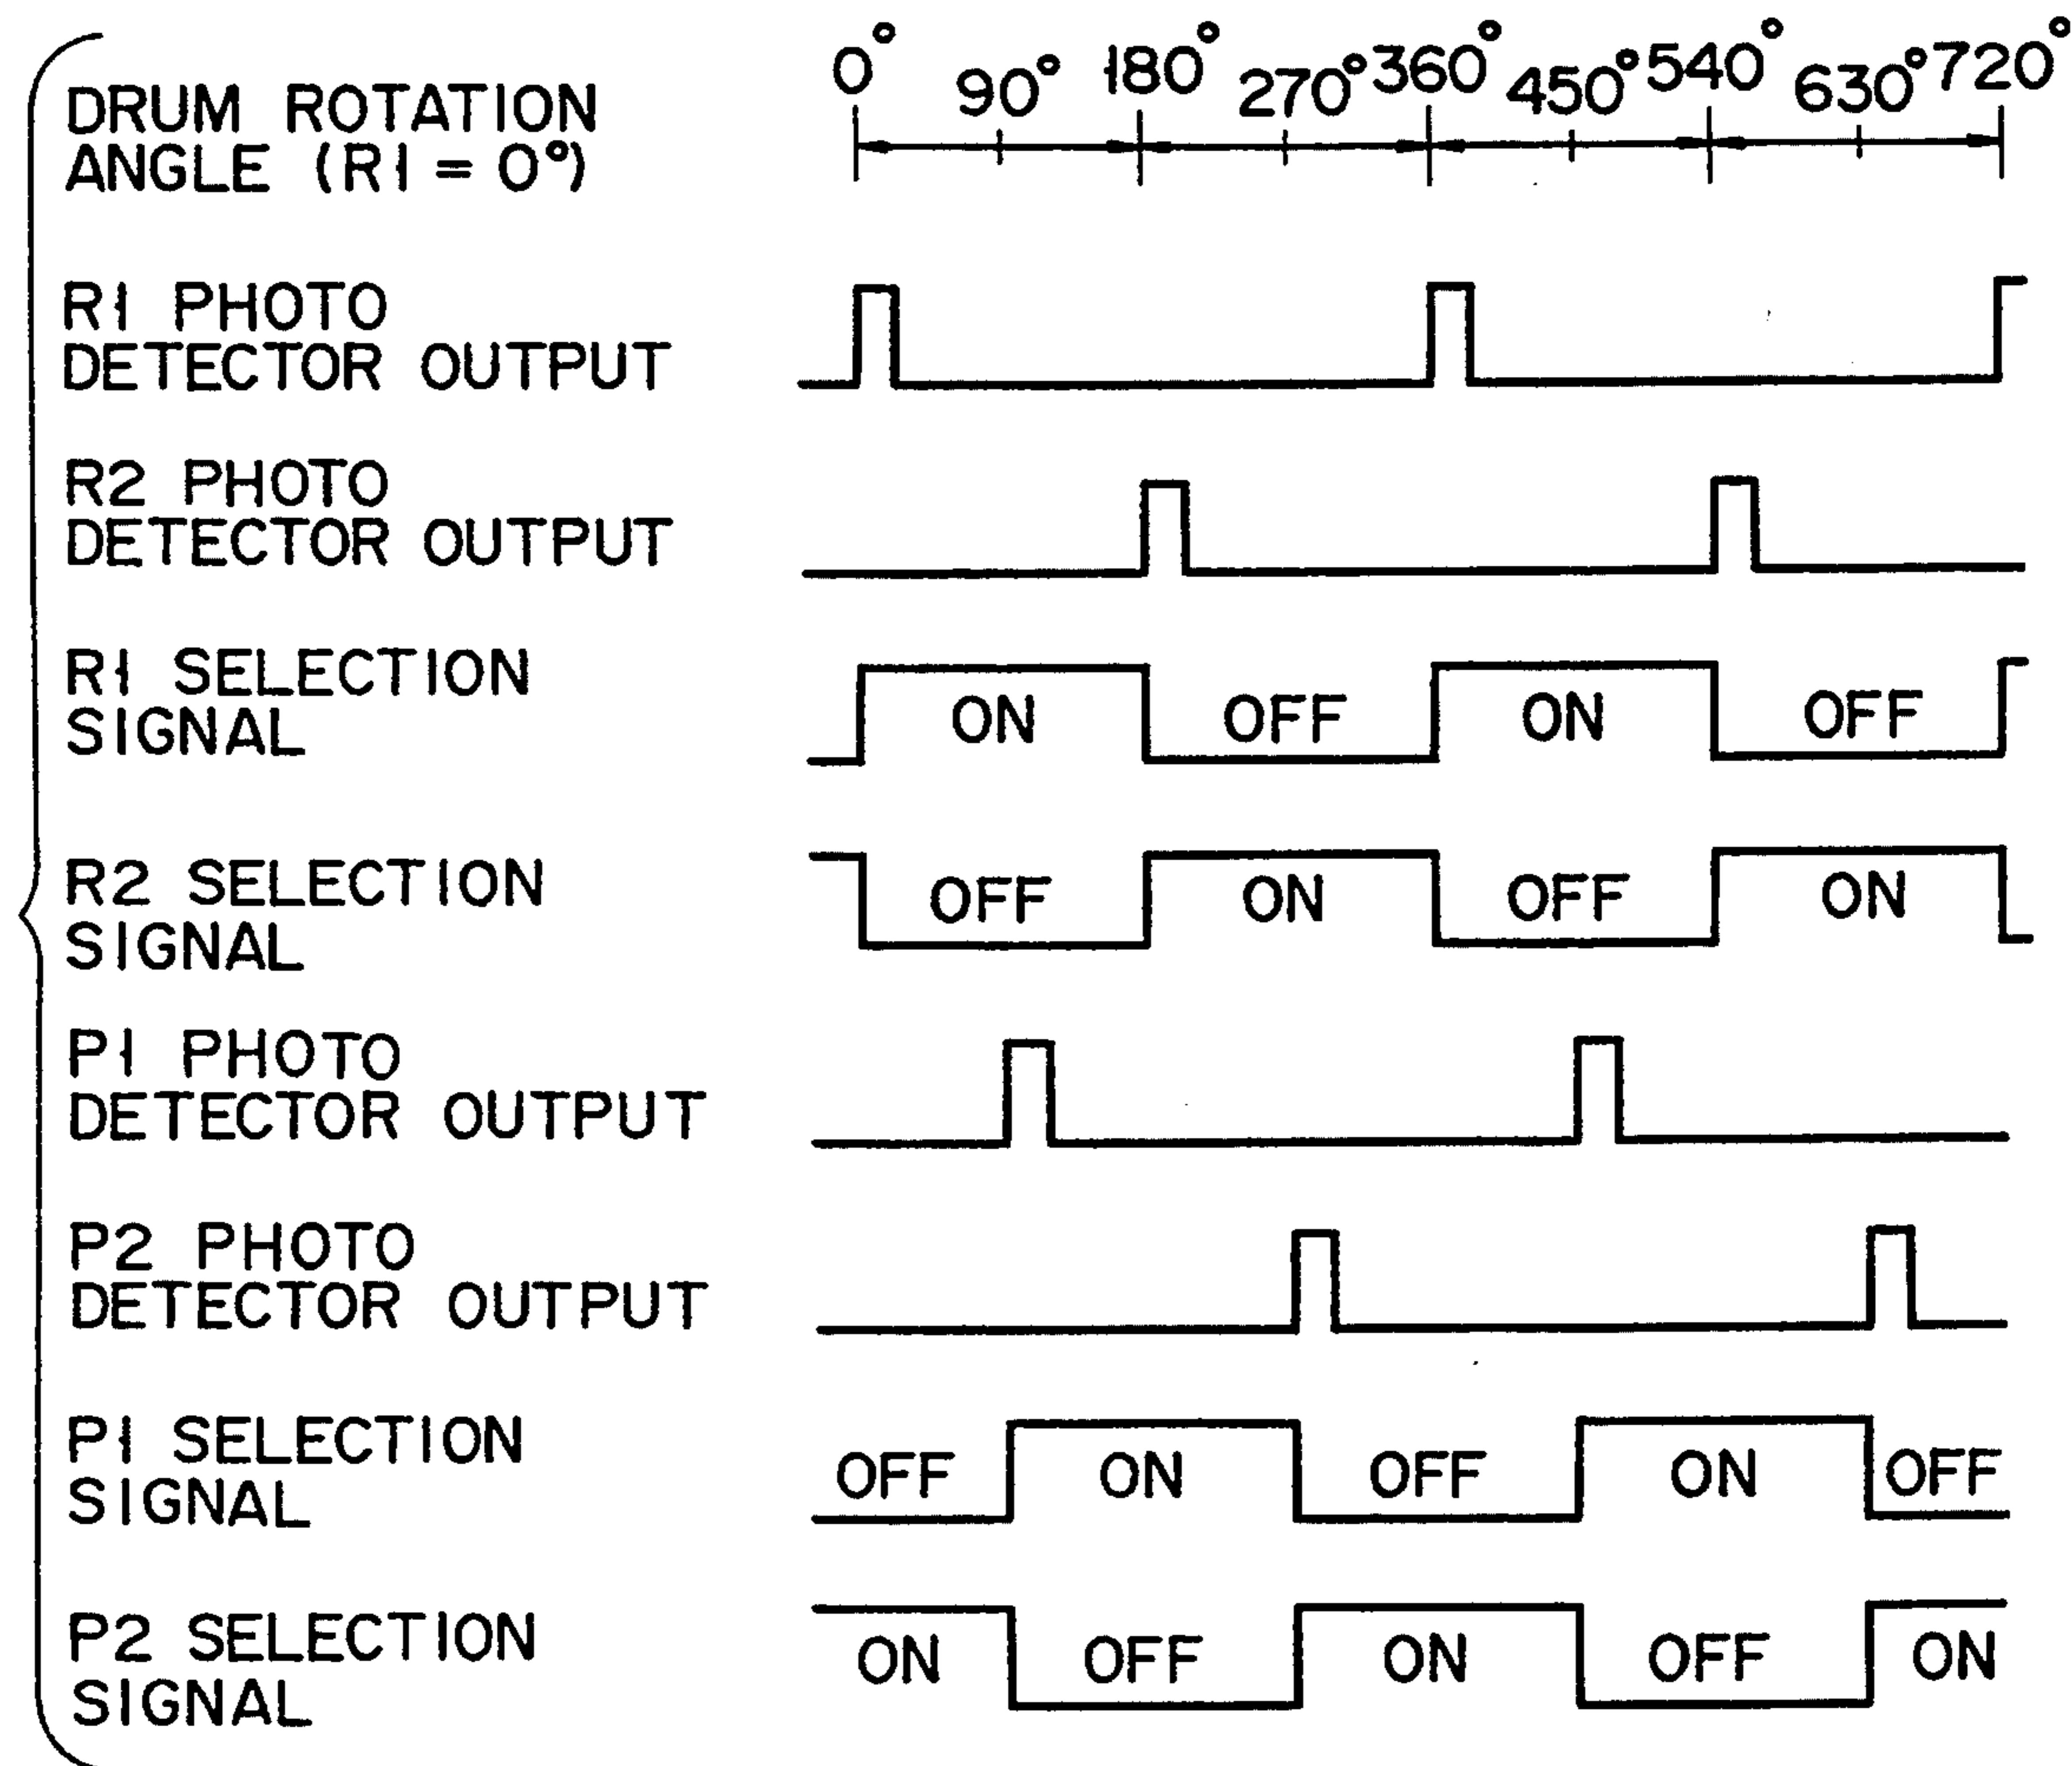 0° 90° 180° 270° 360° 450° 540° 630° 720°
DRUM ROTATION
ANGLE (R1 = 0°)
R1 PHOTO
DETECTOR OUTPUT
R2 PHOTO
DETECTOR OUTPUT
R1 SELECTION
SIGNAL
ON OFF ON OFF
R2 SELECTION
SIGNAL
OFF ON OFF ON
P1 PHOTO
DETECTOR OUTPUT
P2 PHOTO
DETECTOR OUTPUT
P1 SELECTION
SIGNAL
OFF ON OFF ON OFF
P2 SELECTION
SIGNAL
ON OFF ON OFF ON